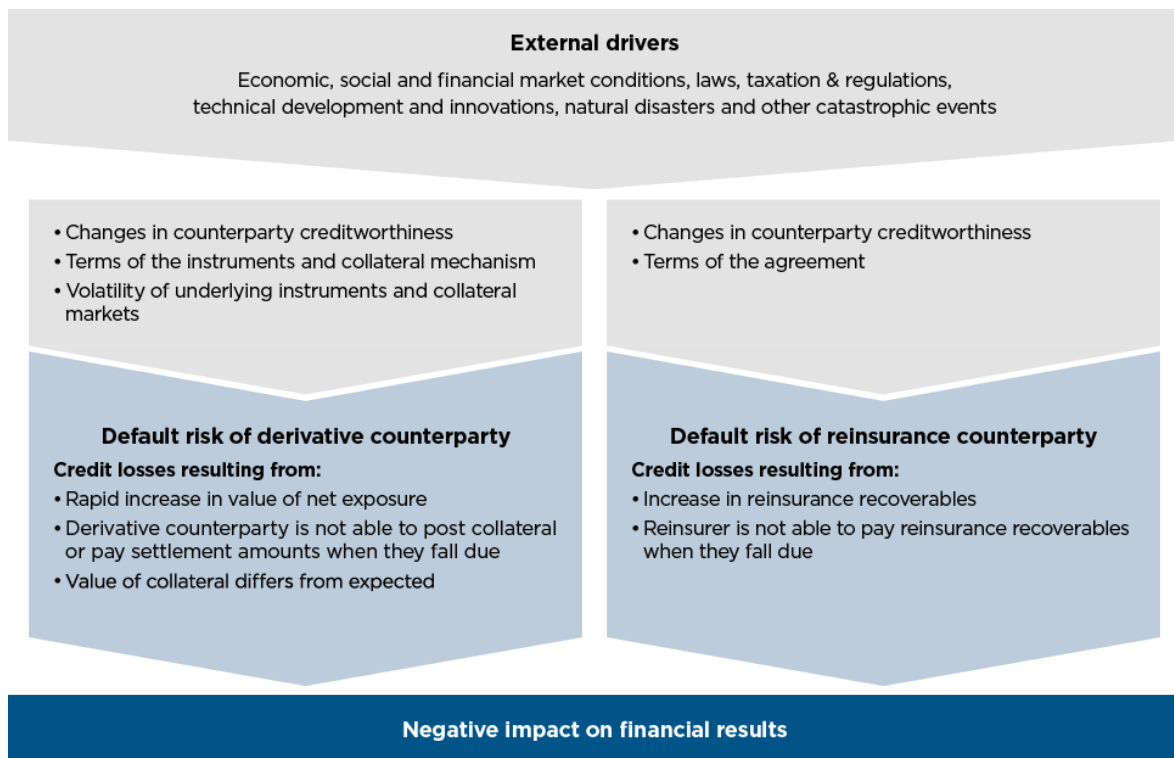 External drivers
Economic, social and financial market conditions, laws, taxation & regulations,
technical development and innovations, natural disasters and other catastrophic events
• Changes in counterparty creditworthiness
• Terms of the instruments and collateral mechanism
• Volatility of underlying instruments and collateral
markets
• Changes in counterparty creditworthiness
• Terms of the agreement
Default risk of derivative counterparty
Credit losses resulting from:
• Rapid increase in value of net exposure
• Derivative counterparty is not able to post collateral
or pay settlement amounts when they fall due
• Value of collateral differs from expected
Default risk of reinsurance counterparty
Credit losses resulting from:
• Increase in reinsurance recoverables
• Reinsurer is not able to pay reinsurance recoverables
when they fall due
Negative impact on financial results